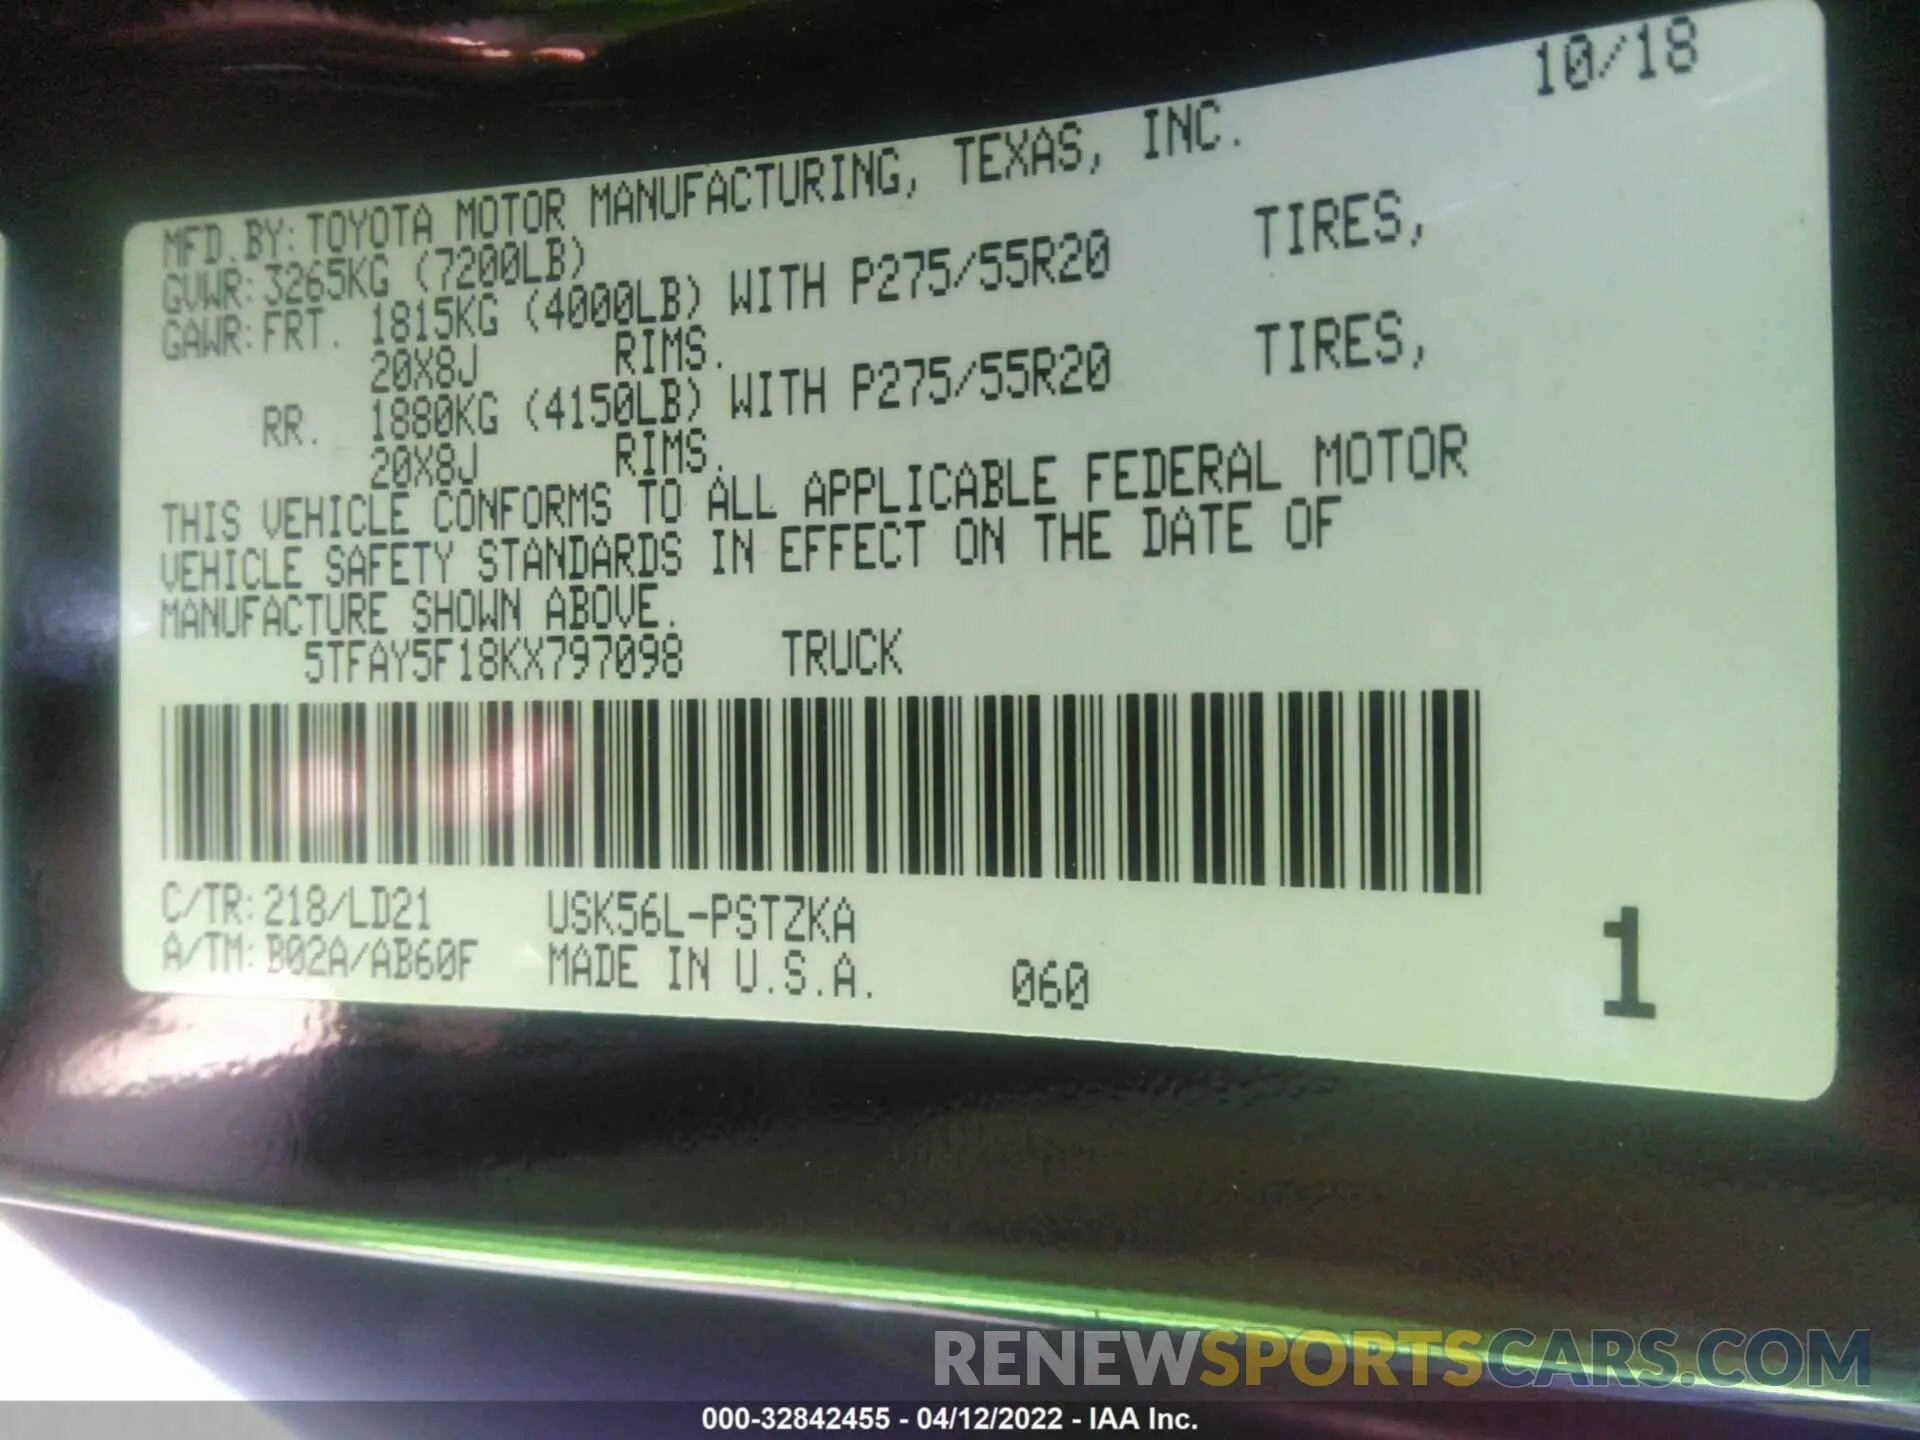 10/18
MFD.BY:TOYOTA MOTOR MANUFACTURING, TEXAS, INC.
GVWR:3265KG (7200LB)
GAWR:FRT. 1815KG (4000LB) WITH P275/55R20 TIRES,
20X8J RIMS.
RR. 1880KG (4150LB) WITH P275/55R20 TIRES,
20X8J RIMS.
THIS VEHICLE CONFORMS TO ALL APPLICABLE FEDERAL MOTOR
VEHICLE SAFETY STANDARDS IN EFFECT ON THE DATE OF
MANUFACTURE SHOWN ABOVE.
5TFAY5F18KX797098 TRUCK
C/TR:218/LD21 USK56L-PSTZKA
A/TM:B02A/AB60F MADE IN U.S.A. 060
1
RENEWSPORTSCARS.COM
000-32842455 - 04/12/2022 - IAA Inc.